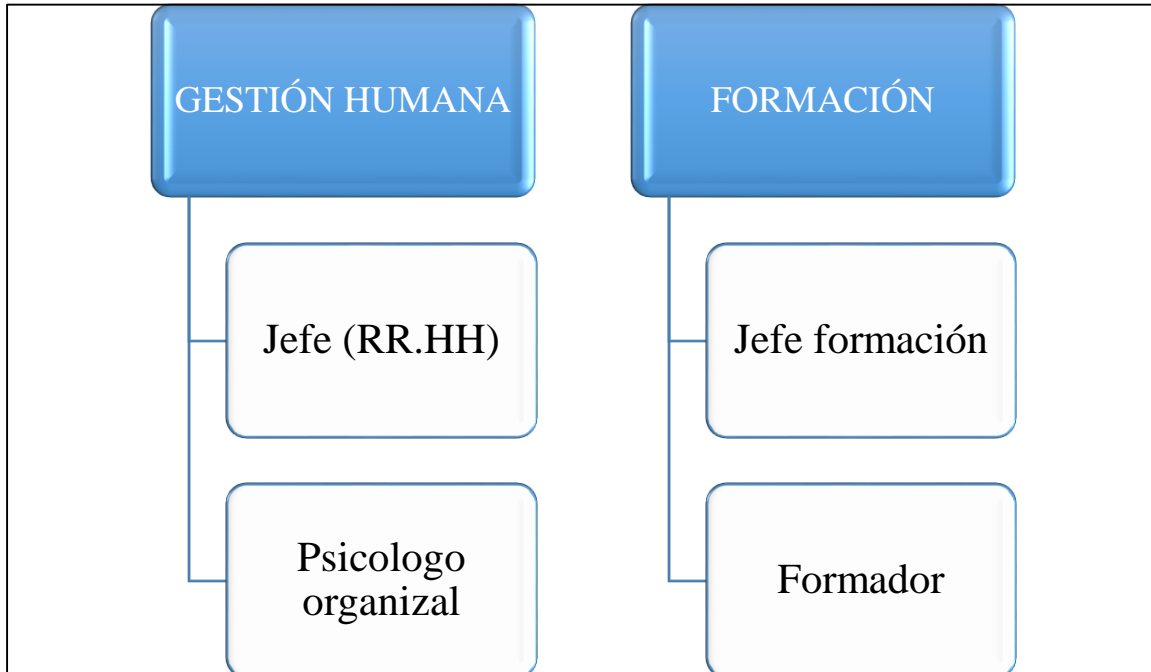 GESTIÓN HUMANA
Jefe (RR.HH)
Psicologo
organizal
FORMACIÓN
Jefe formación
Formador